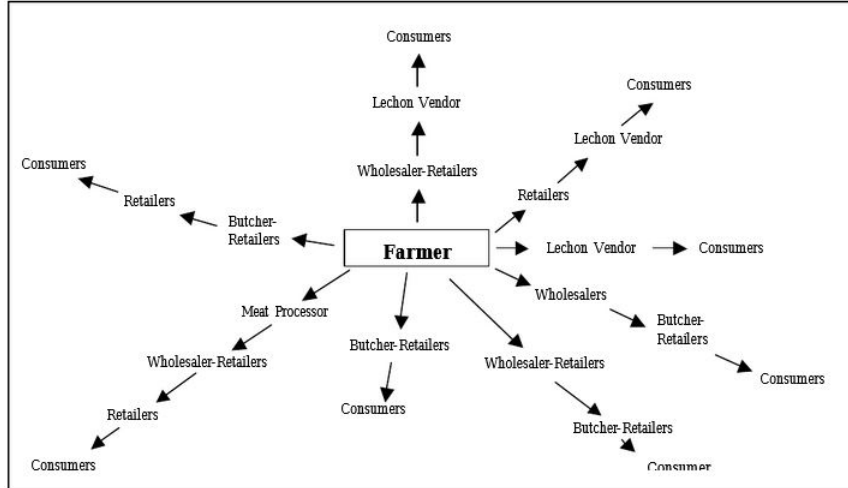 Consumers
Lechon Vendor
Wholesaler-Retailers
Consumers
Lechon Vendor
Retailers
Consumers
Retailers
Butcher-
Retailers
Farmer
Lechon Vendor
Consumers
Wholesalers
Butcher-
Retailers
Consumers
Meat Processor
Wholesaler-Retailers
Retailers
Consumers
Butcher-Retailers
Consumers
Wholesaler-Retailers
Butcher-Retailers
Consumer